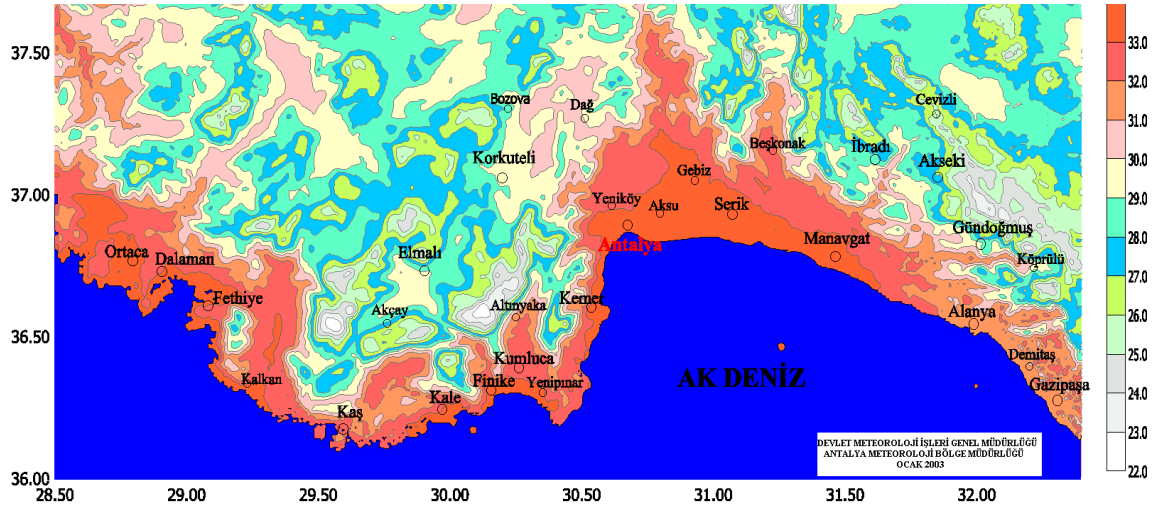 37.50
37.00
36.50
36.00
28.50 29.00 29.50 30.00 30.50 31.00 31.50 32.00
33.0
32.0
31.0
30.0
29.0
28.0
27.0
26.0
25.0
24.0
23.0
22.0
Bozova
Dağ
Cevizli
Korkuteli
Beşkonak
İbradı
Akseki
Gebiz
Yeniköy
Aksu
Serik
Antalya
Manavgat
Gündoğmuş
Köprülü
Ortaca
Dalaman
Elmalı
Fethiye
Akçay
Altınyaka
Kemer
Alanya
Demitaş
Gazipaşa
Kumluca
Kalkan
Finike
Yenipınar
Kale
Kaş
AK DENİZ
DEVLET METEOROLOJİ İŞLERİ GENEL MÜDÜRLÜĞÜ
ANTALYA METEOROLOJİ BÖLGE MÜDÜRLÜĞÜ
OCAK 2003